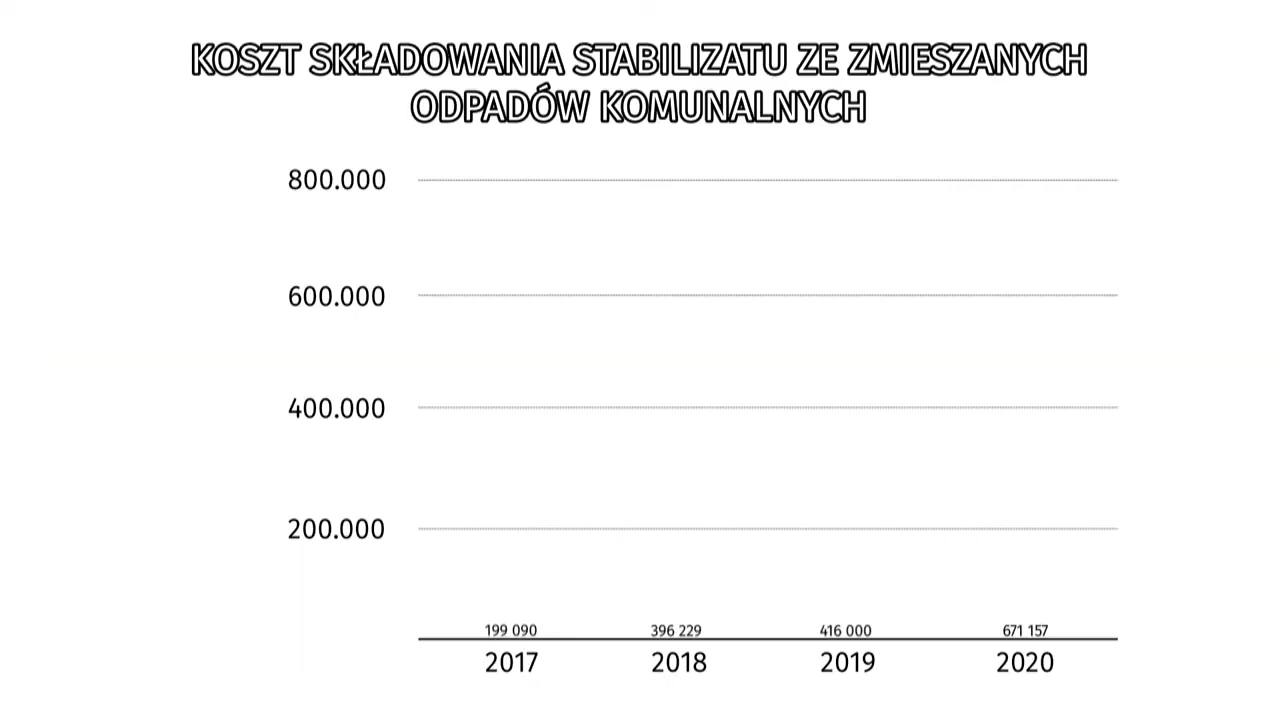 KOSZT SKŁADOWANIA STABILIZATU ZE ZMIESZANYCH
ODPADÓW KOMUNALNYCH
800.000
600.000
400.000
200.000
199 090 396 229 416 000 671 157
2017 2018 2019 2020